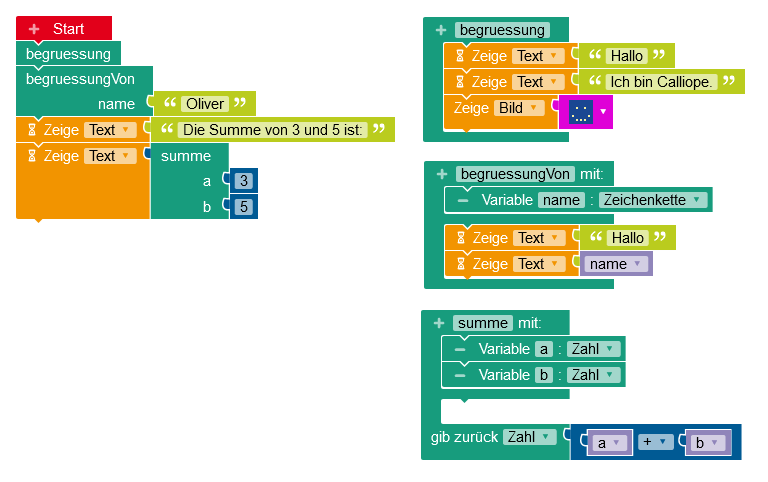 Start
begruessung
begruessungVon
name “ Oliver ”
Zeige Text “ Die Summe von 3 und 5 ist: ”
Zeige Text summe
a 3
b 5
begruessung
Zeige Text “ Hallo ”
Zeige Text “ Ich bin Calliope. ”
Zeige Bild
begruessungVon mit:
Variable name : Zeichenkette
Zeige Text “ Hallo ”
Zeige Text name
summe mit:
Variable a : Zahl
Variable b : Zahl
gib zurück Zahl a + b